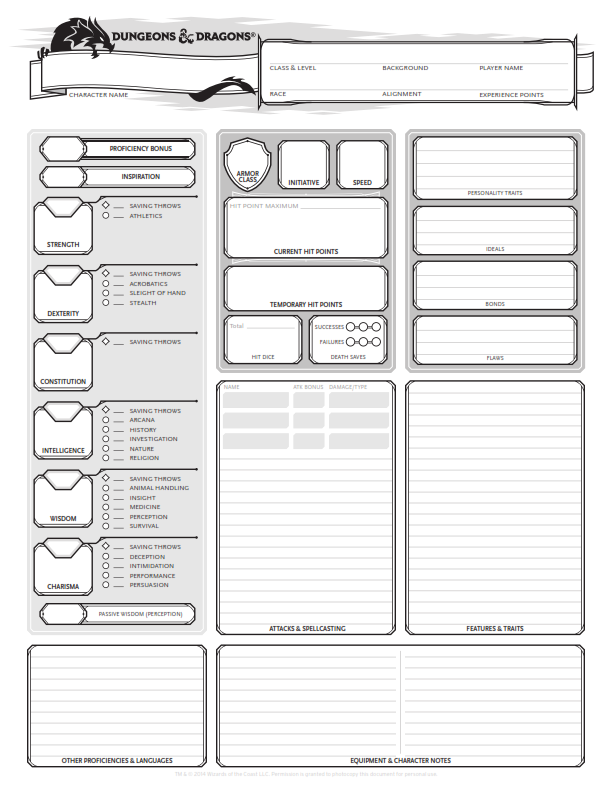 DUNGEONS & DRAGONS®
CLASS & LEVEL BACKGROUND PLAYER NAME
CHARACTER NAME
RACE ALIGNMENT EXPERIENCE POINTS
PROFICIENCY BONUS
INSPIRATION
STRENGTH
SAVING THROWS
ATHLETICS
DEXTERITY
SAVING THROWS
ACROBATICS
SLEIGHT OF HAND
STEALTH
CONSTITUTION
SAVING THROWS
INTELLIGENCE
SAVING THROWS
ARCANA
HISTORY
INVESTIGATION
NATURE
RELIGION
WISDOM
SAVING THROWS
ANIMAL HANDLING
INSIGHT
MEDICINE
PERCEPTION
SURVIVAL
CHARISMA
SAVING THROWS
DECEPTION
INTIMIDATION
PERFORMANCE
PERSUASION
PASSIVE WISDOM (PERCEPTION)
ARMOR
CLASS
INITIATIVE
SPEED
HIT POINT MAXIMUM
CURRENT HIT POINTS
TEMPORARY HIT POINTS
Total
HIT DICE
SUCCESSES
FAILURES
DEATH SAVES
PERSONALITY TRAITS
IDEALS
BONDS
FLAWS
NAME ATK BONUS DAMAGE/TYPE
ATTACKS & SPELLCASTING
FEATURES & TRAITS
OTHER PROFICIENCIES & LANGUAGES
EQUIPMENT & CHARACTER NOTES
TM & © 2014 Wizards of the Coast LLC. Permission is granted to photocopy this document for personal use.